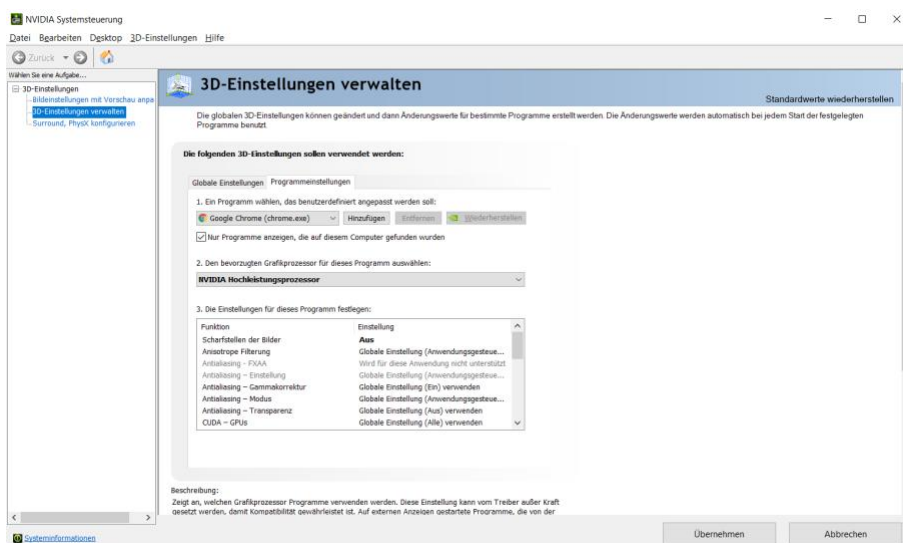 NVIDIA Systemsteuerung
Datei Bearbeiten Desktop 3D-Einstellungen Hilfe
Zurück
Wählen Sie eine Aufgabe...
3D-Einstellungen
Bildeinstellungen mit Vorschau anpa
3D-Einstellungen verwalten
Surround, PhysX konfigurieren
3D-Einstellungen verwalten
Standardwerte wiederherstellen
Die globalen 3D-Einstellungen können geändert und dann Änderungswerte für bestimmte Programme erstellt werden. Die Änderungswerte werden automatisch bei jedem Start der festgelegten
Programme benutzt
Die folgenden 3D-Einstellungen sollen verwendet werden:
Globale Einstellungen Programmeinstellungen
1. Ein Programm wählen, das benutzerdefiniert angepasst werden soll:
Google Chrome (chrome.exe) Hinzufügen Entfernen Wiederherstellen
Nur Programme anzeigen, die auf diesem Computer gefunden wurden
2. Den bevorzugten Grafikprozessor für dieses Programm auswählen:
NVIDIA Hochleistungsprozessor
3. Die Einstellungen für dieses Programm festlegen:
Funktion Einstellung
Scharfstellen der Bilder Aus
Anisotrope Filterung Globale Einstellung (Anwendungsgesteue...
Antialiasing - FXAA Wird für diese Anwendung nicht unterstützt
Antialiasing – Einstellung Globale Einstellung (Anwendungsgesteue...
Antialiasing – Gammakorrektur Globale Einstellung (Ein) verwenden
Antialiasing – Modus Globale Einstellung (Anwendungsgesteue...
Antialiasing – Transparenz Globale Einstellung (Aus) verwenden
CUDA – GPUs Globale Einstellung (Alle) verwenden
Beschreibung:
Zeigt an, welchen Grafikprozessor Programme verwenden werden. Diese Einstellung kann vom Treiber außer Kraft
gesetzt werden, damit Kompatibilität gewährleistet ist. Auf externen Anzeigen gestartete Programme, die von der
Systeminformationen
Übernehmen Abbrechen